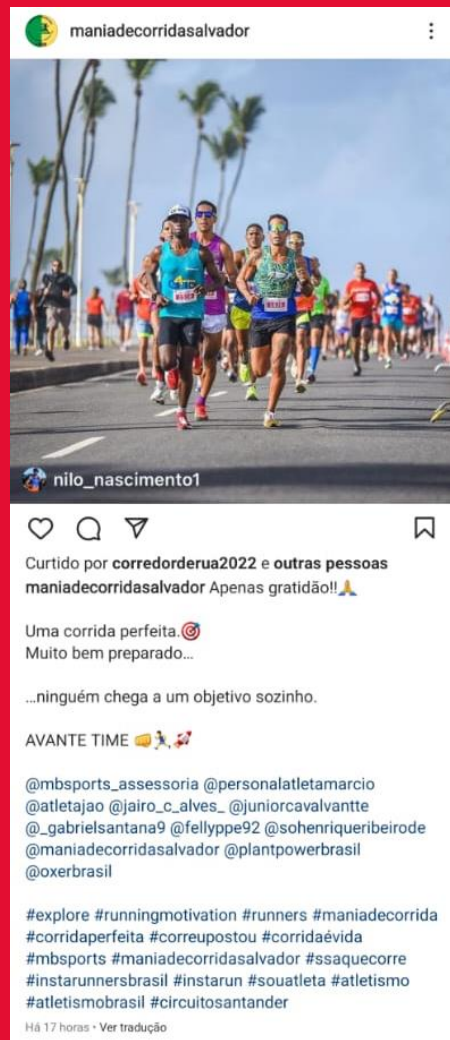 maniadecorridasalvador
nilo_nascimento1
Curtido por corredorderua2022 e outras pessoas
maniadecorridasalvador Apenas gratidão!!🙏
Uma corrida perfeita.🎯
Muito bem preparado...
...ninguém chega a um objetivo sozinho.
AVANTE TIME 👊🏃‍♂️🚀
@mbsports_assessoria @personalatletamarcio
@atletajao @jairo_c_alves_ @juniorcavalvantte
@_gabrielsantana9 @fellyppe92 @sohenriqueribeirode
@maniadecorridasalvador @plantpowerbrasil
@oxerbrasil
#explore #runningmotivation #runners #maniadecorrida
#corridaperfeita #correupostou #corridaévida
#mbsports #maniadecorridasalvador #ssaquecorre
#instarunnersbrasil #instarun #souatleta #atletismo
#atletismobrasil #circuitosantander
Há 17 horas • Ver tradução